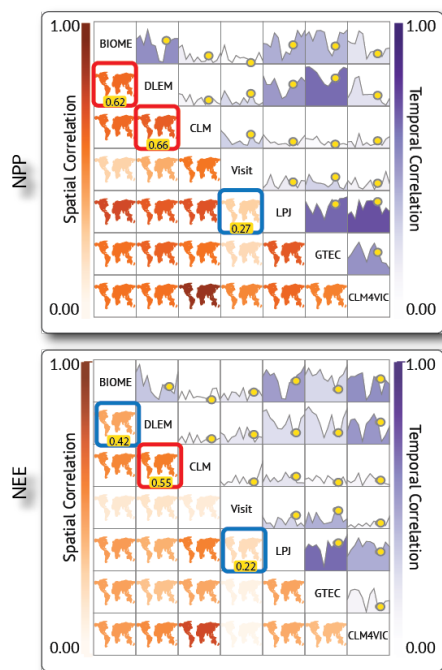 1.00
1.00
BIOME
DLEM
0.62
CLM
0.66
Visit
LPJ
0.27
GTEC
CLM4VIC
Spatial Correlation
Temporal Correlation
NPP
0.00
0.00
1.00
1.00
BIOME
DLEM
0.42
CLM
0.55
Visit
LPJ
0.22
GTEC
CLM4VIC
Spatial Correlation
Temporal Correlation
NEE
0.00
0.00